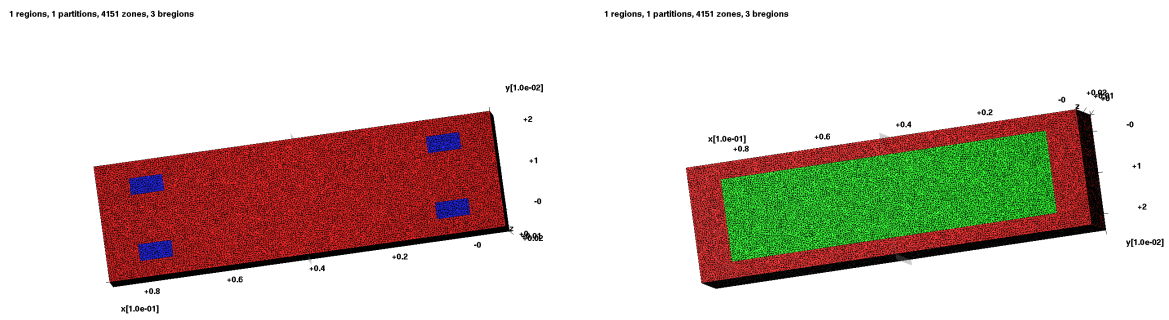 1 regions, 1 partitions, 4151 zones, 3 bregions
y[1.0e-02]
+2
+1
-0
z
-0
+0.2
+0.4
+0.6
+0.8
x[1.0e-01]
1 regions, 1 partitions, 4151 zones, 3 bregions
-0
z
+0.2
+0.4
+0.6
x[1.0e-01]
+0.8
-0
+1
+2
y[1.0e-02]